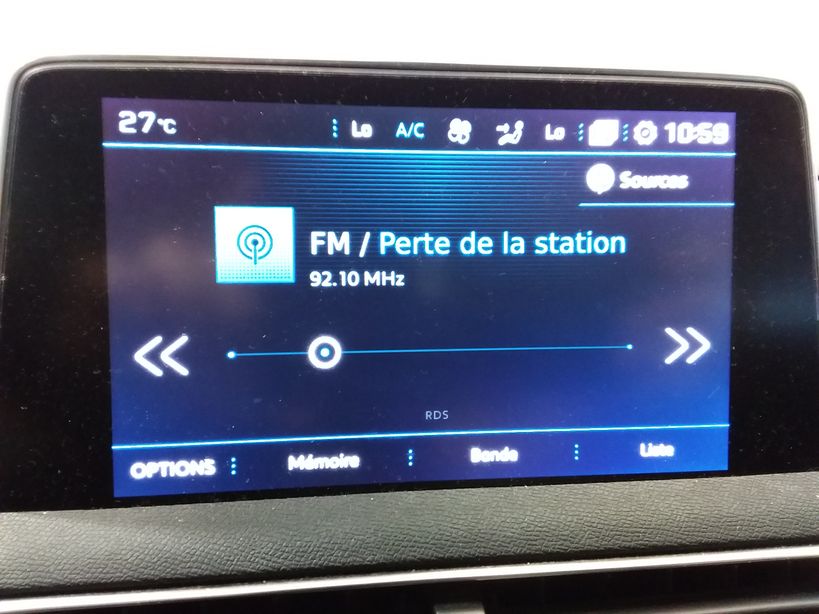 27°C Lo A/C Lo 10:59
Sources
FM / Perte de la station
92.10 MHz
RDS
OPTIONS Mémoire Bande Liste